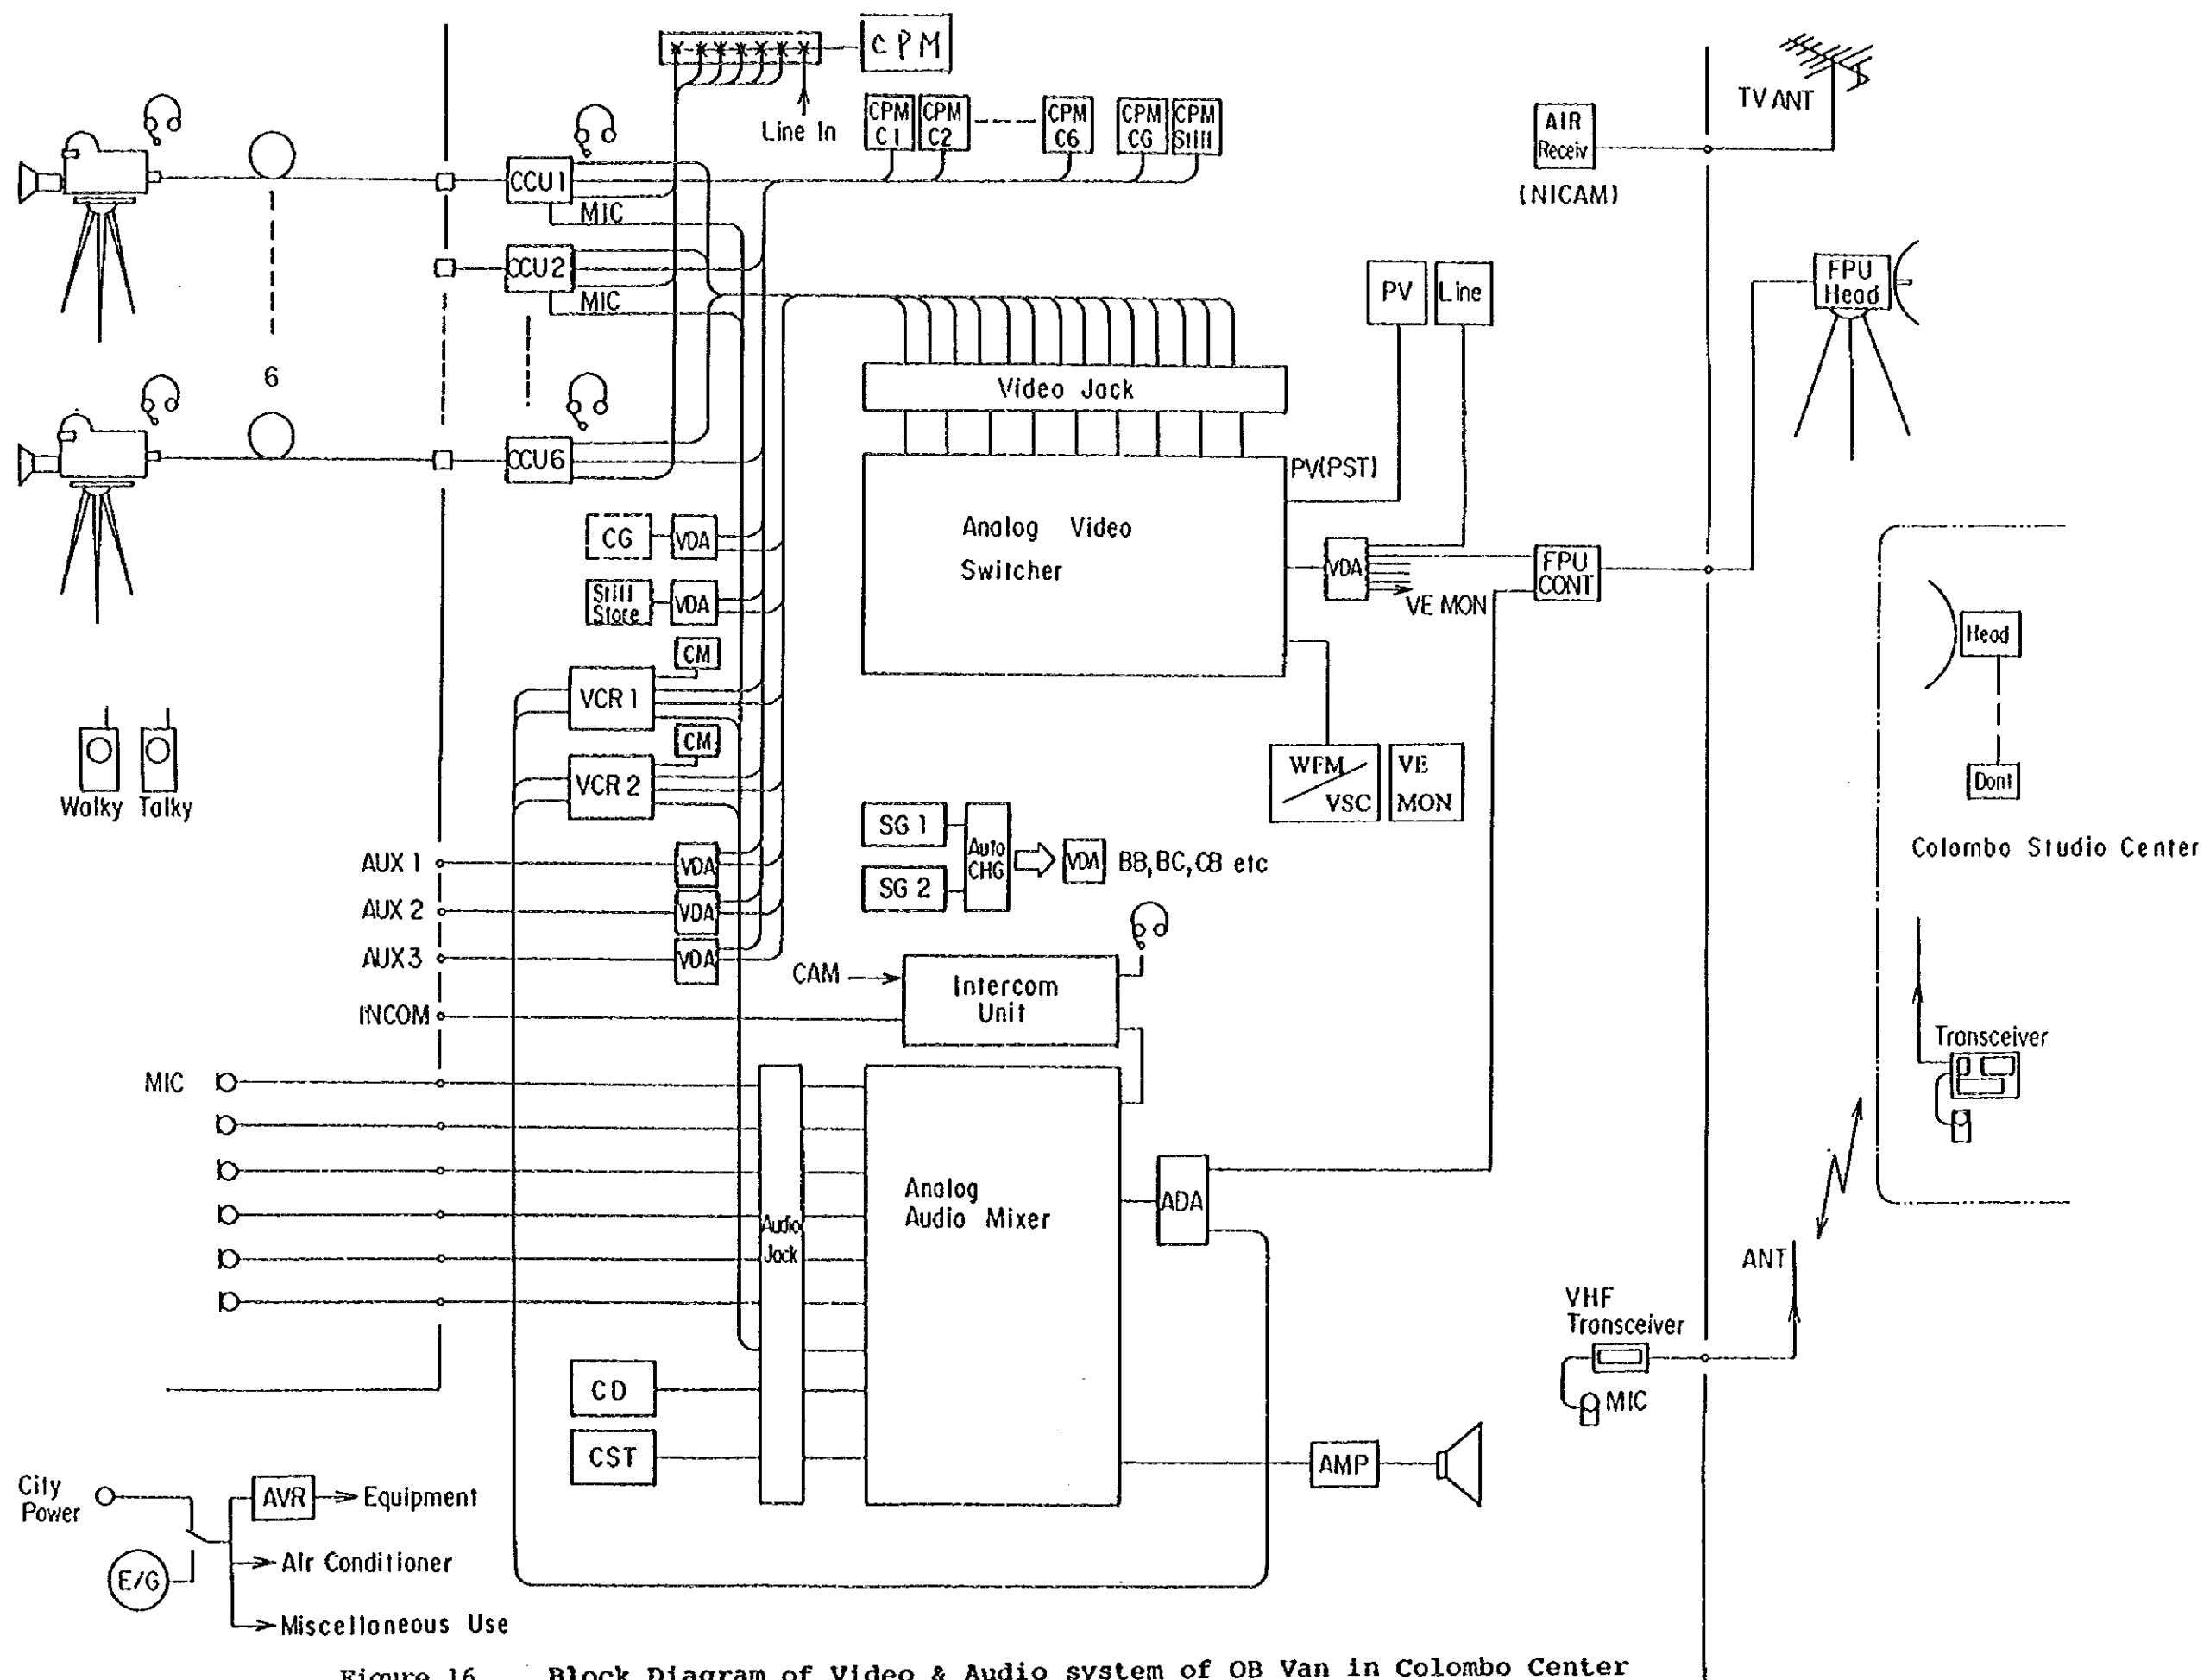 CPM
Line In
CPM C1
CPM C2
CPM C6
CPM CG
CPM Still
AIR Receiv
(NICAM)
TV ANT
CCU1
MIC
CCU2
MIC
6
CCU6
PV
Line
FPU Head
Video Jack
PV(PST)
Analog Video
Switcher
CG
VDA
Still Store
VDA
VDA
VE MON
FPU CONT
Head
CM
VCR 1
CM
VCR 2
Walky Talky
WFM
VSC
VE
MON
Dont
SG 1
SG 2
Auto CHG
VDA
BB, BC, CB etc
Colombo Studio Center
AUX 1
VDA
AUX 2
VDA
AUX3
VDA
CAM
Intercom
Unit
INCOM
Transceiver
MIC
Audio
Jack
Analog
Audio Mixer
ADA
ANT
VHF
Transceiver
MIC
CD
CST
AMP
City
Power
AVR
Equipment
E/G
Air Conditioner
Miscellaneous Use
Figure 16 Block Diagram of Video & Audio system of OB Van in Colombo Center